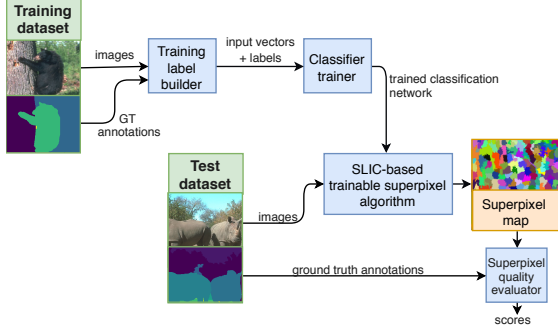 Training
dataset
images
GT
annotations
Training
label
builder
input vectors
+ labels
Classifier
trainer
trained classification
network
Test
dataset
images
SLIC-based
trainable superpixel
algorithm
Superpixel
map
ground truth annotations
Superpixel
quality
evaluator
scores